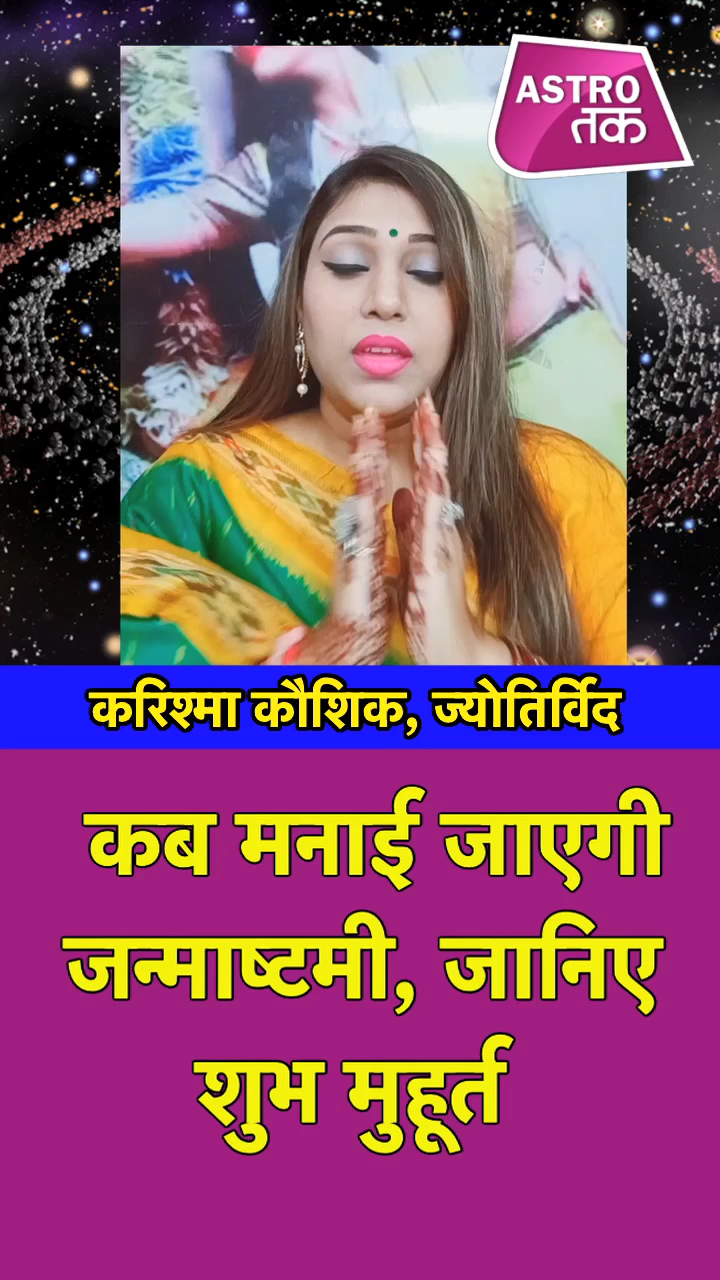 ASTRO
तक
करिश्मा कौशिक, ज्योतिर्विद
कब मनाई जाएगी
जन्माष्टमी, जानिए
शुभ मुहूर्त